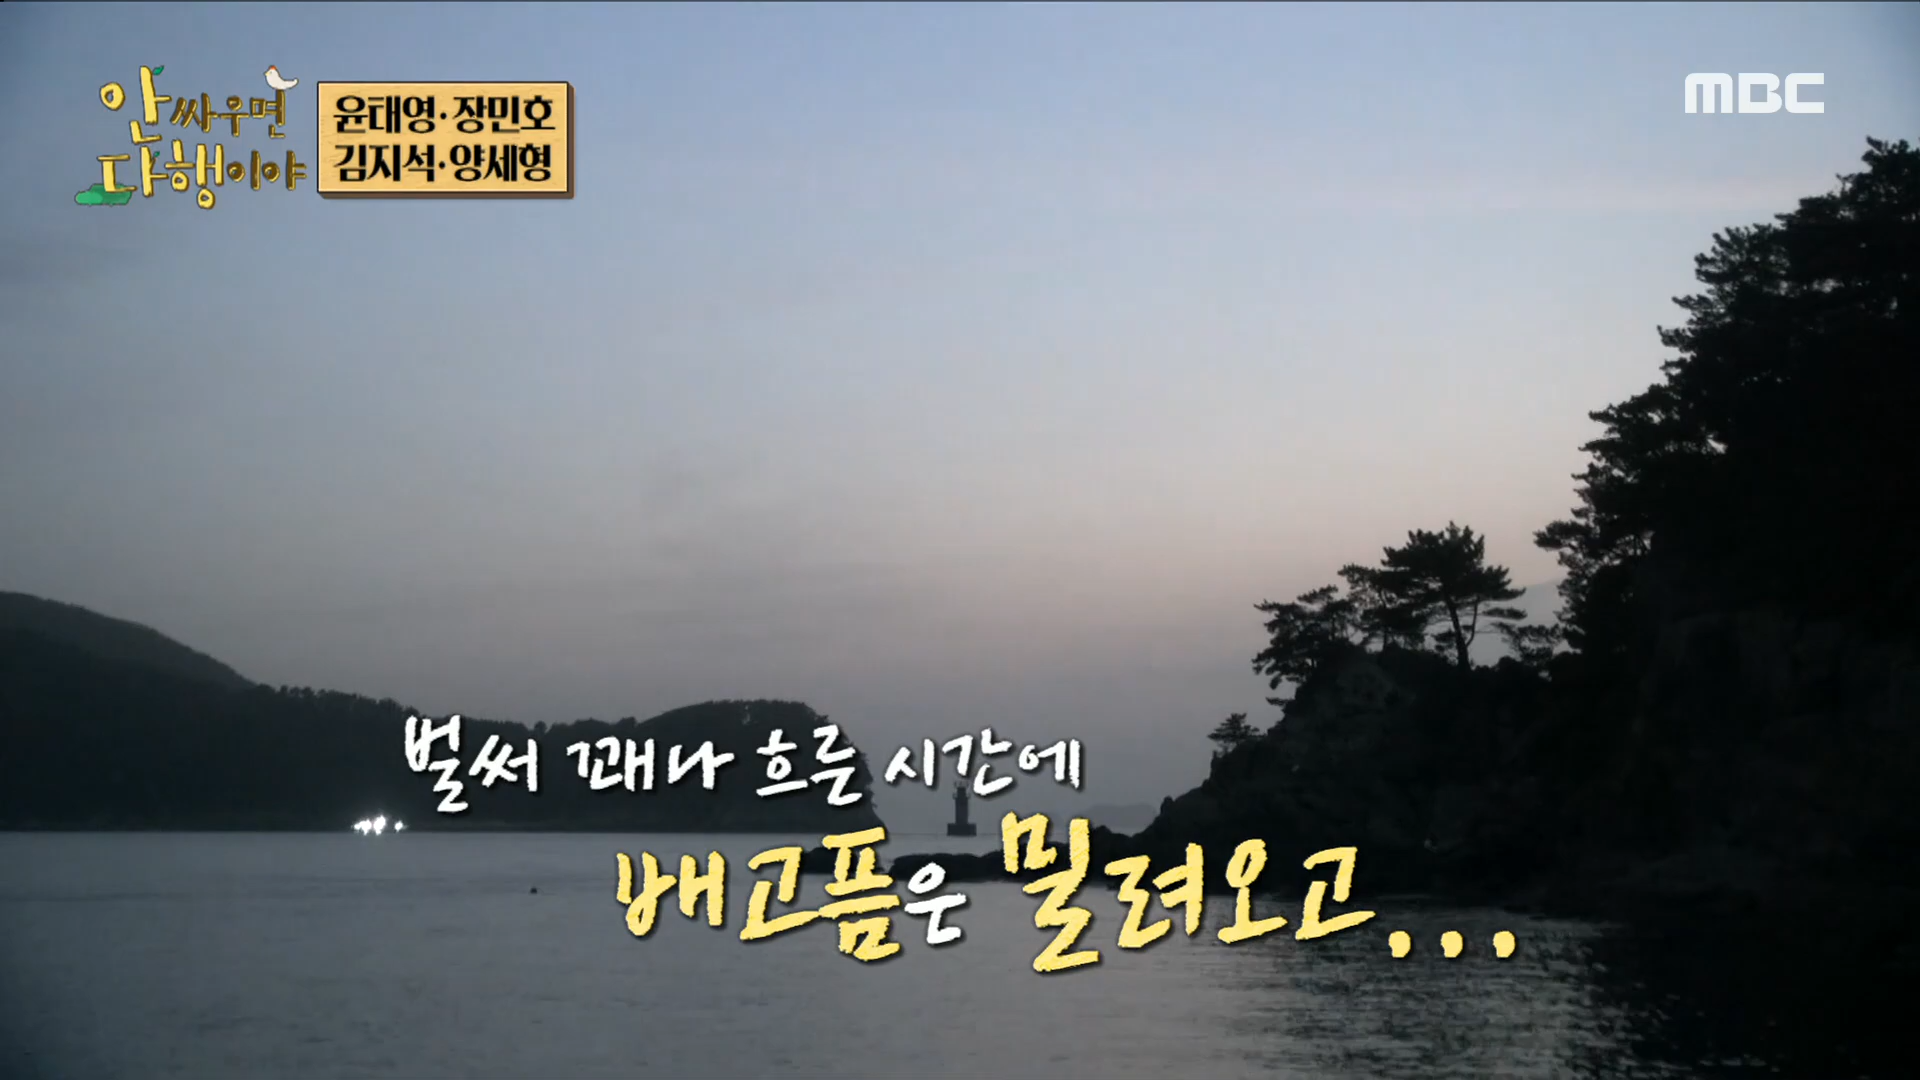 안싸우면
다행이야
윤태영·장민호
김지석·양세형
MBC
벌써 꽤나 흐른 시간에
배고픔은 밀려오고...